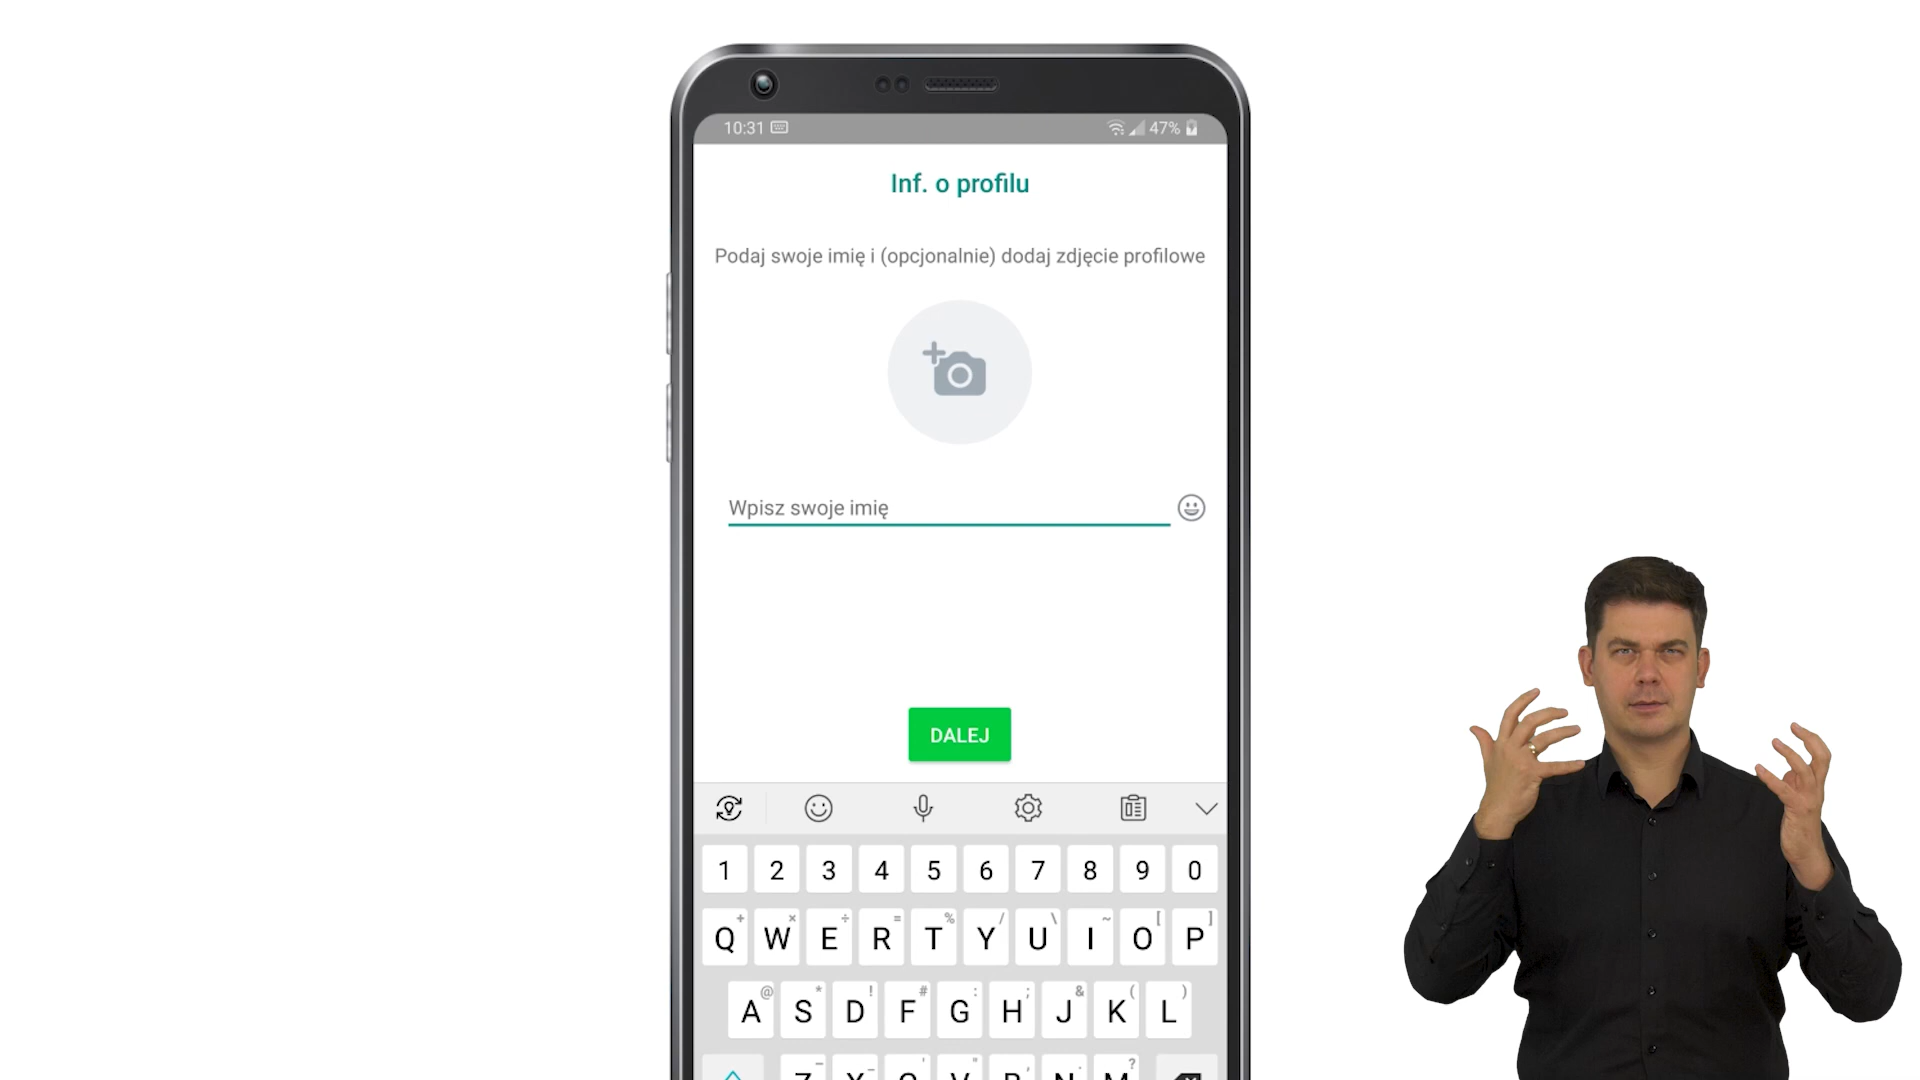 10:31 47%
Inf. o profilu
Podaj swoje imię i (opcjonalnie) dodaj zdjęcie profilowe
Wpisz swoje imię
DALEJ
1 2 3 4 5 6 7 8 9 0
+ × ÷ = % / \ ~ [ ]
Q W E R T Y U I O P
@ * ! # : ; & ( )
A S D F G H J K L
- ' " , . ?
Z X C V B N M